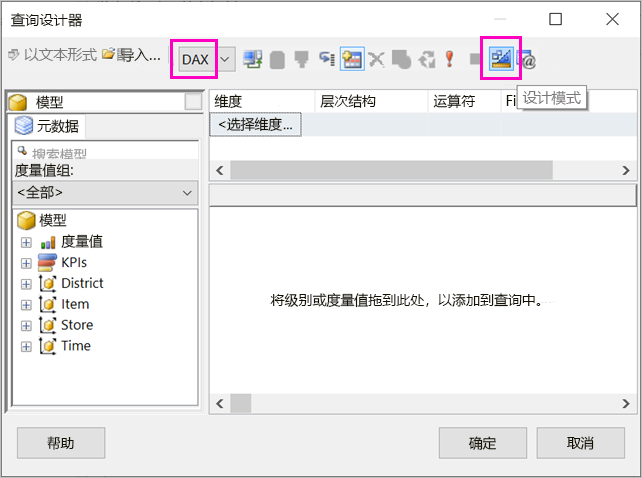 查询设计器
以文本形式 导入...
DAX
设计模式
模型
元数据
搜索模型
度量值组:
<全部>
模型
度量值
KPIs
District
Item
Store
Time
维度 层次结构 运算符 Fi
<选择维度...
将级别或度量值拖到此处，以添加到查询中。
帮助 确定 取消